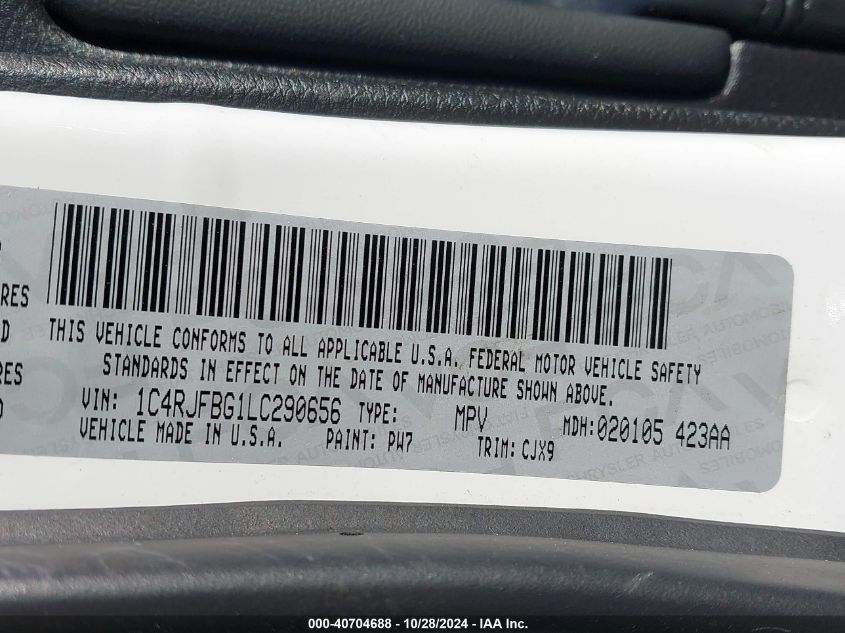 RES
D
RES
THIS VEHICLE CONFORMS TO ALL APPLICABLE U.S.A. FEDERAL MOTOR VEHICLE SAFETY
STANDARDS IN EFFECT ON THE DATE OF MANUFACTURE SHOWN ABOVE.
VIN: 1C4RJFBG1LC290656 TYPE: MPV MDH:020105 423AA
VEHICLE MADE IN U.S.A. PAINT: PW7 TRIM: CJX9
000-40704688 - 10/28/2024 - IAA Inc.